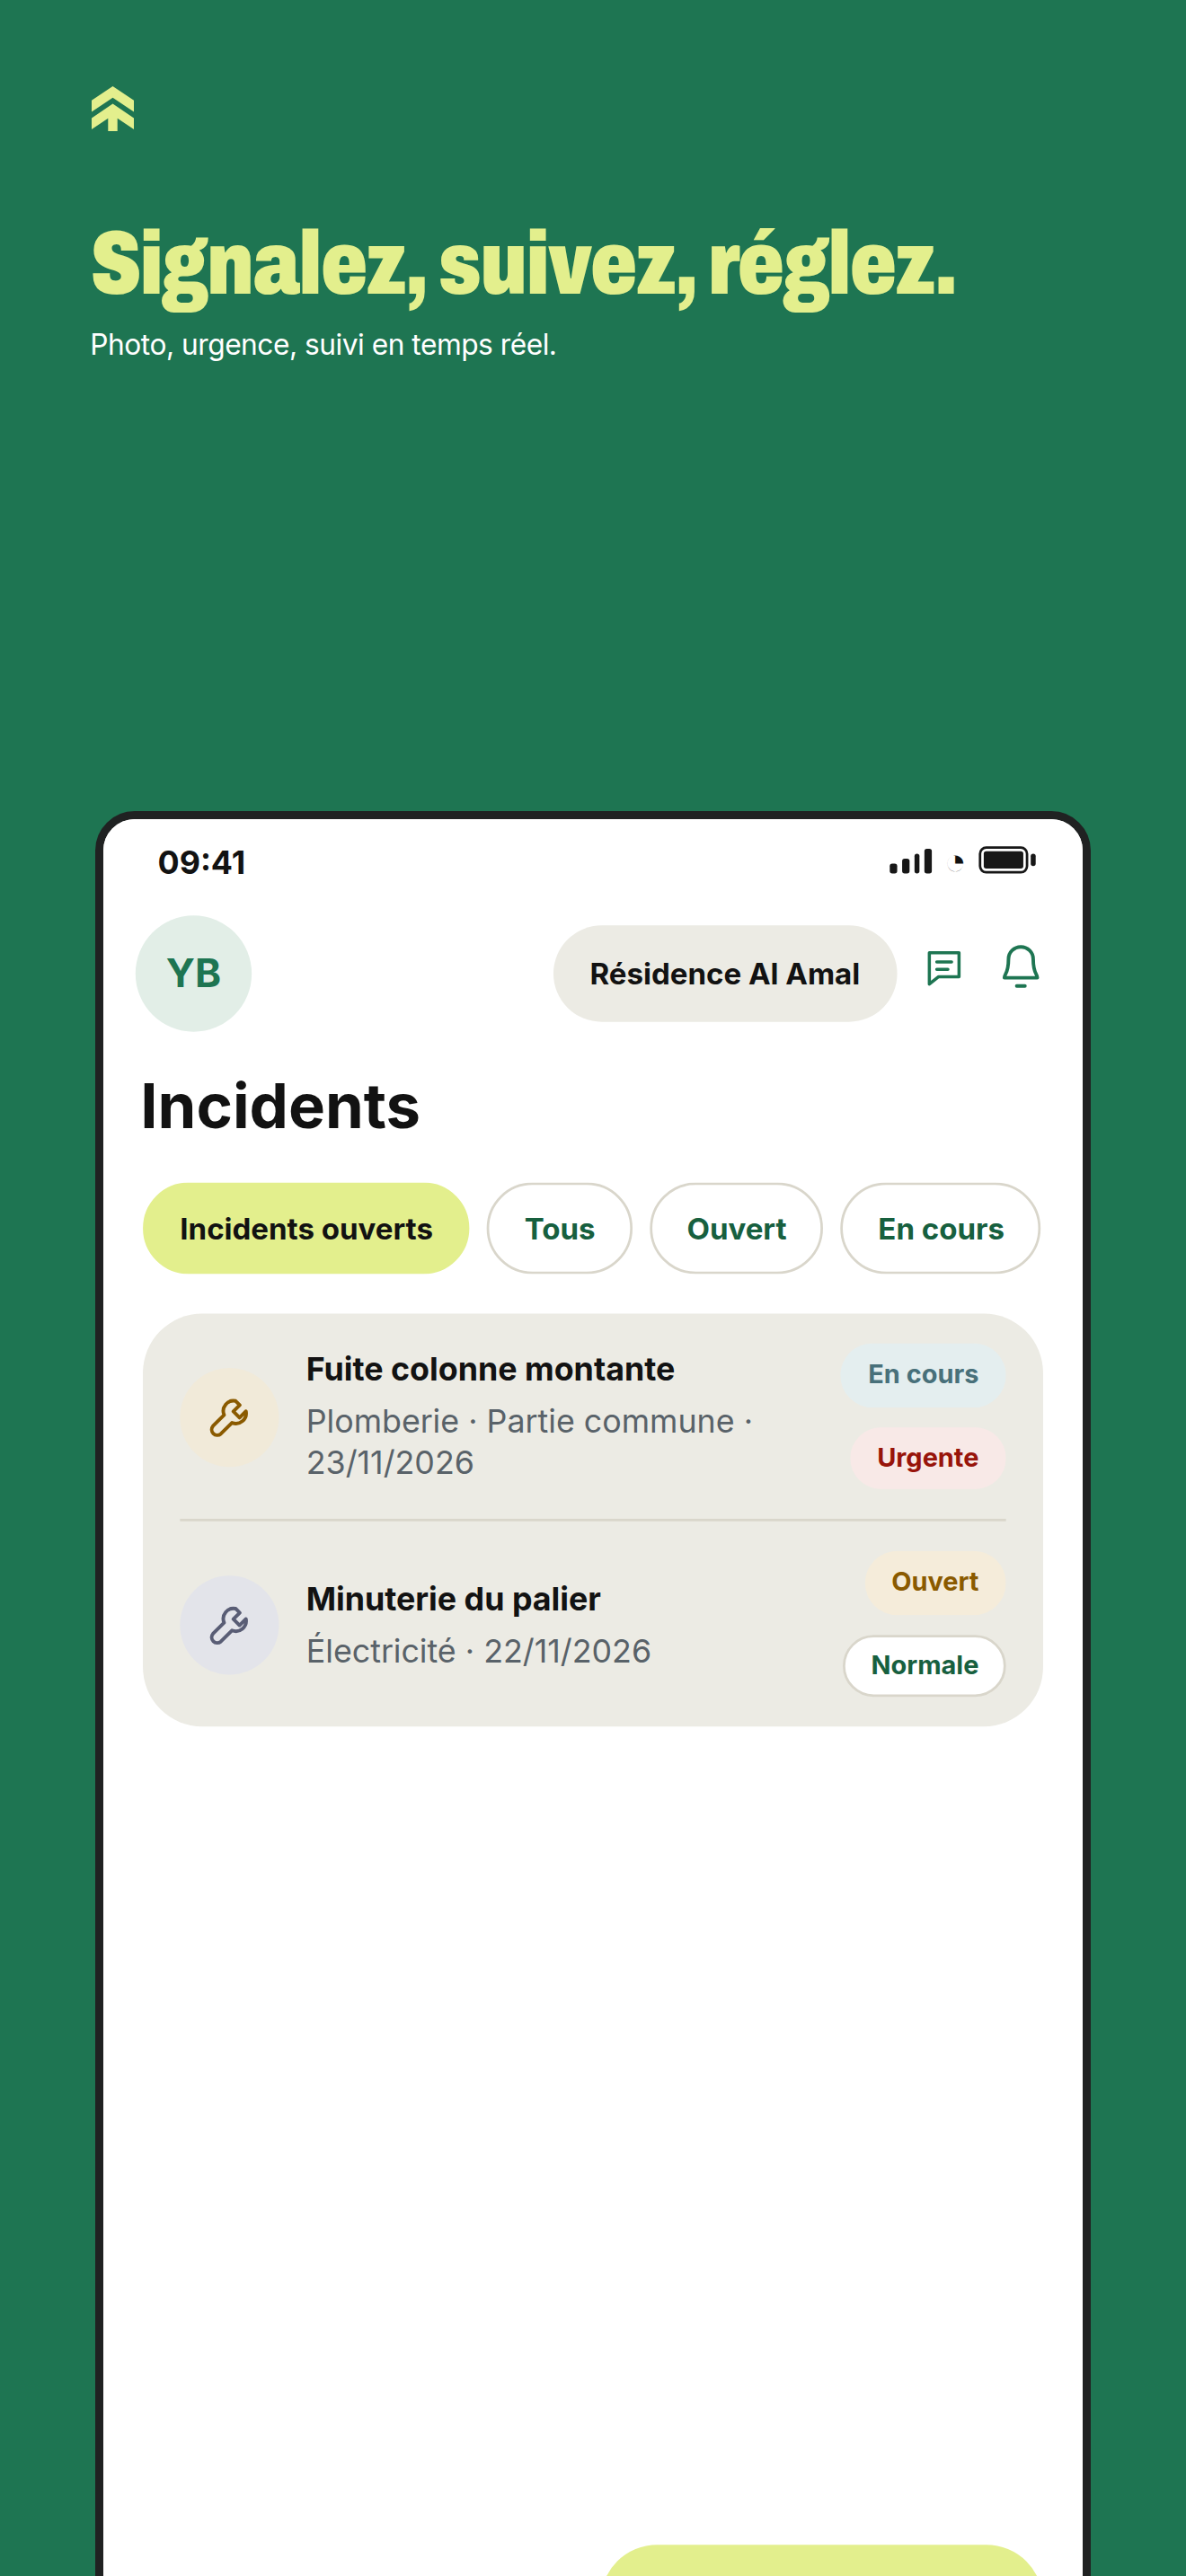 Signalez, suivez, réglez.
Photo, urgence, suivi en temps réel.
09:41
YB
Résidence Al Amal
Incidents
Incidents ouverts
Tous
Ouvert
En cours
Fuite colonne montante
Plomberie · Partie commune ·
23/11/2026
En cours
Urgente
Minuterie du palier
Électricité · 22/11/2026
Ouvert
Normale